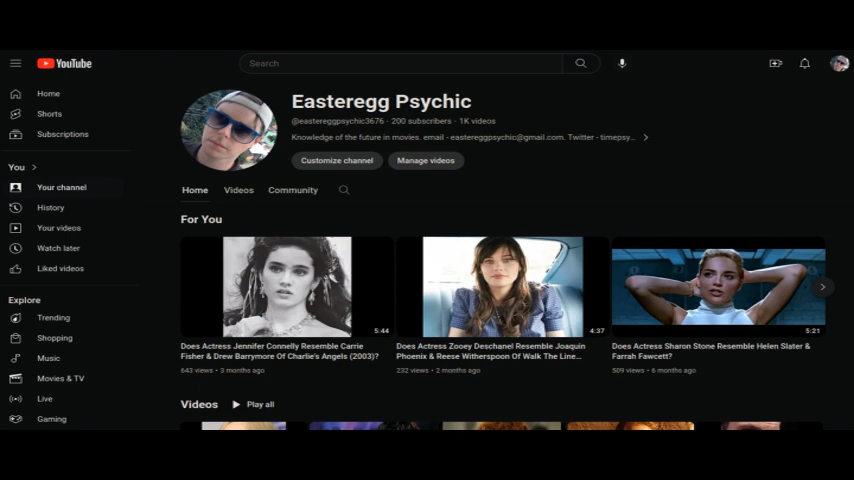 YouTube
Search
Home
Shorts
Subscriptions
You
Your channel
History
Your videos
Watch later
Liked videos
Explore
Trending
Shopping
Music
Movies & TV
Live
Gaming
Easteregg Psychic
@eastereggpsychic3676 · 200 subscribers · 1K videos
Knowledge of the future in movies. email - eastereggpsychic@gmail.com. Twitter - timepsy...
Customize channel Manage videos
Home Videos Community
For You
5:44
Does Actress Jennifer Connelly Resemble Carrie
Fisher & Drew Barrymore Of Charlie's Angels (2003)?
643 views · 3 months ago
4:37
Does Actress Zooey Deschanel Resemble Joaquin
Phoenix & Reese Witherspoon Of Walk The Line...
232 views · 2 months ago
5:21
Does Actress Sharon Stone Resemble Helen Slater &
Farrah Fawcett?
509 views · 6 months ago
Videos Play all